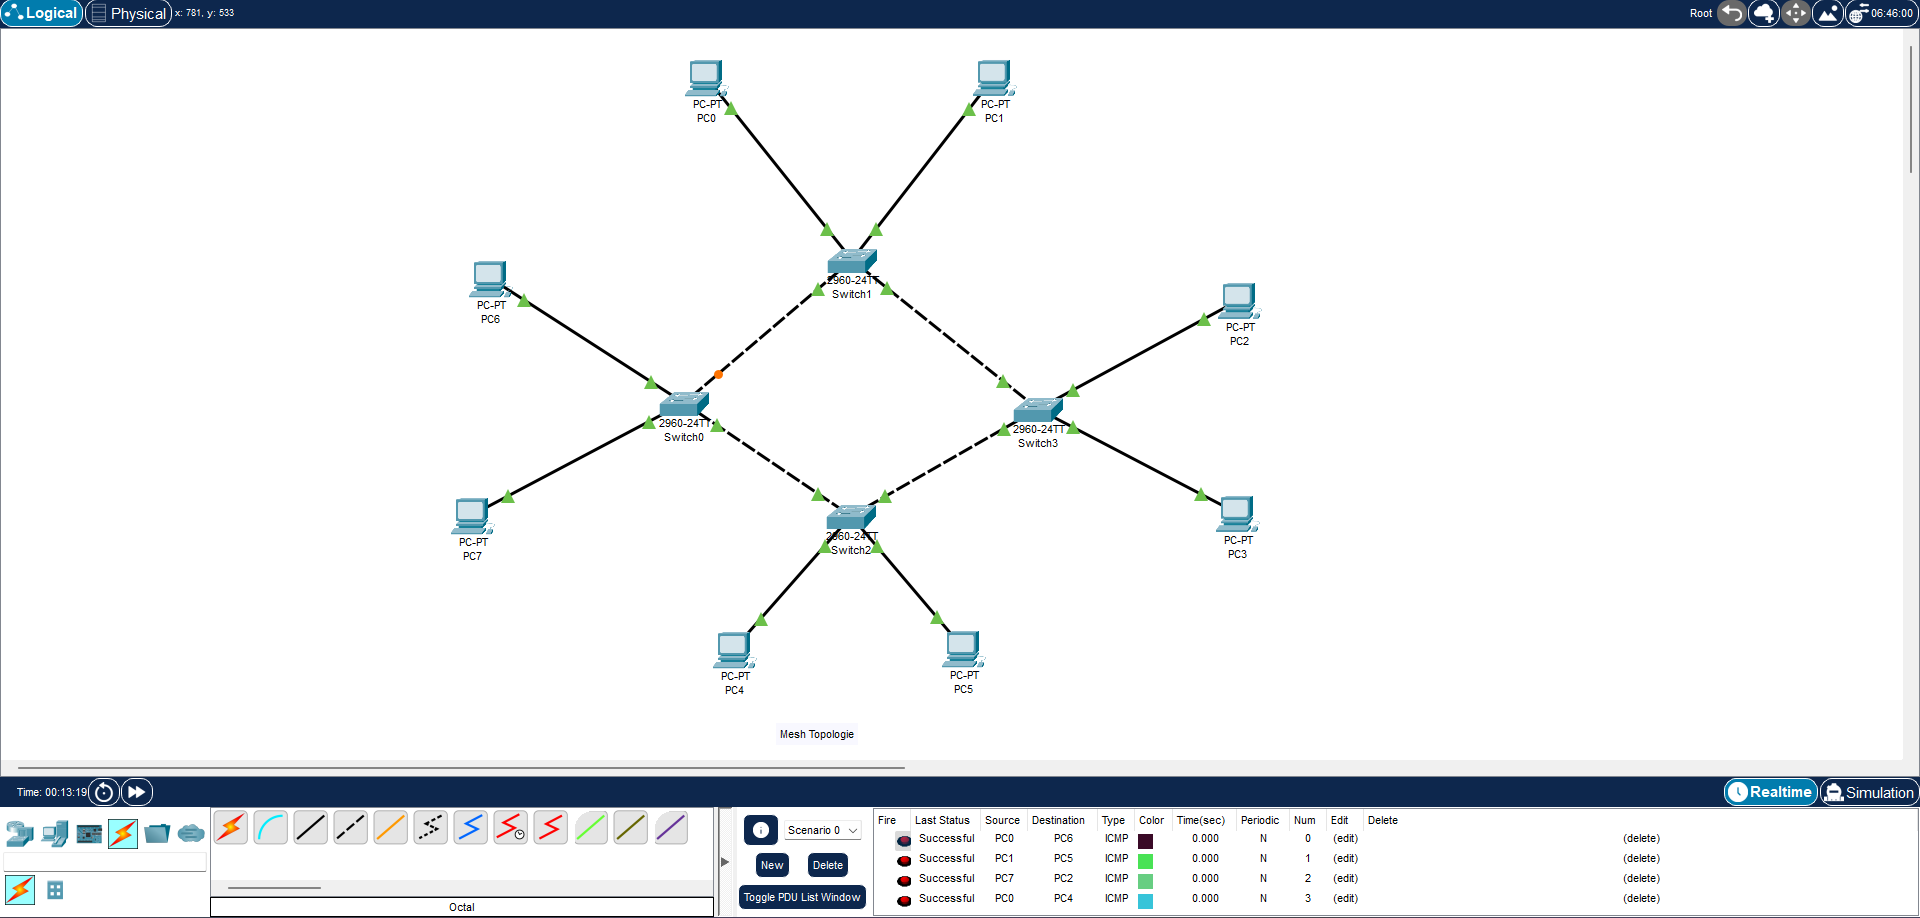 Logical Physical x: 781, y: 533 Root 06:46:00
PC-PT
PC0
PC-PT
PC1
2960-24TT
Switch1
PC-PT
PC6
PC-PT
PC2
2960-24TT
Switch0
2960-24TT
Switch3
PC-PT
PC7
2960-24TT
Switch2
PC-PT
PC3
PC-PT
PC4
PC-PT
PC5
Mesh Topologie
Time: 00:13:19 Realtime Simulation
Scenario 0
New Delete
Toggle PDU List Window
Octal
Fire Last Status Source Destination Type Color Time(sec) Periodic Num Edit Delete
Successful PC0 PC6 ICMP 0.000 N 0 (edit) (delete)
Successful PC1 PC5 ICMP 0.000 N 1 (edit) (delete)
Successful PC7 PC2 ICMP 0.000 N 2 (edit) (delete)
Successful PC0 PC4 ICMP 0.000 N 3 (edit) (delete)